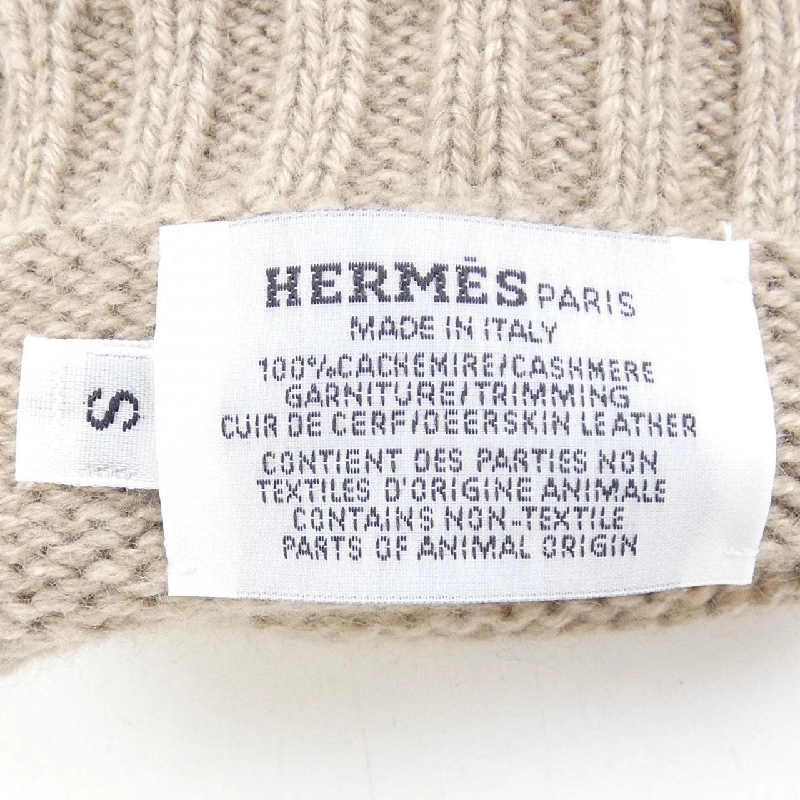 HERMĒS PARIS
MADE IN ITALY
100% CACHEMIRE/CASHMERE
GARNITURE/TRIMMING
CUIR DE CERF/DEERSKIN LEATHER
CONTIENT DES PARTIES NON
TEXTILES D'ORIGINE ANIMALE
CONTAINS NON-TEXTILE
PARTS OF ANIMAL ORIGIN
S